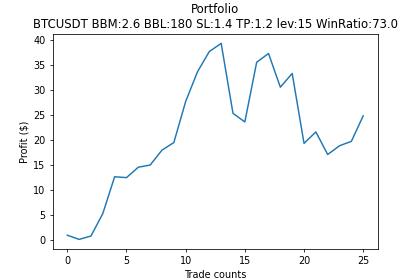 Portfolio
BTCUSDT BBM:2.6 BBL:180 SL:1.4 TP:1.2 lev:15 WinRatio:73.0
40
35
30
25
20
15
10
5
0
Profit ($)
0 5 10 15 20 25
Trade counts